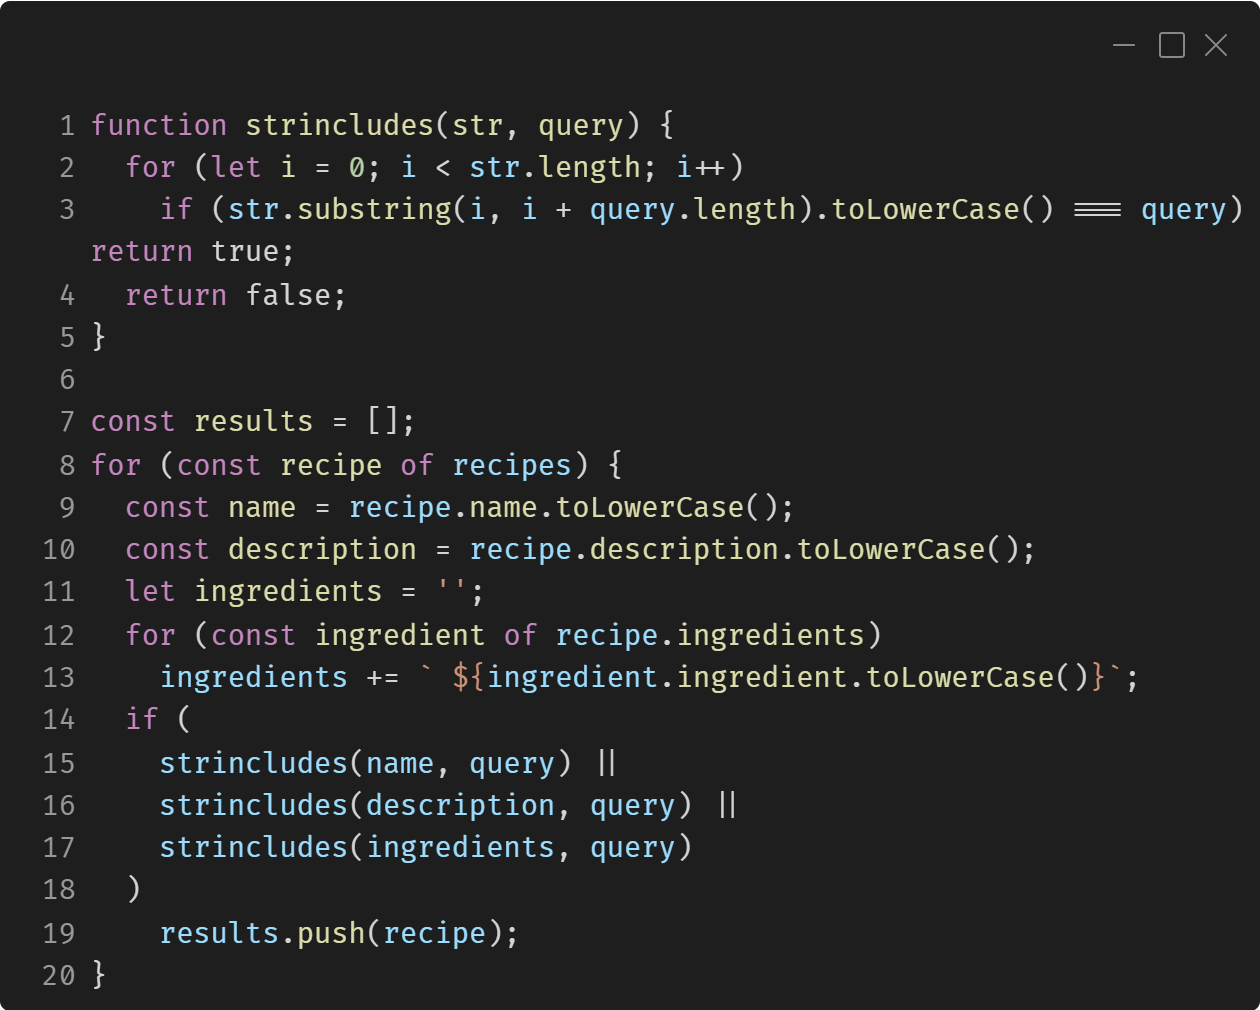 1 function strincludes(str, query) {
2   for (let i = 0; i < str.length; i++)
3     if (str.substring(i, i + query.length).toLowerCase() === query)
return true;
4   return false;
5 }
6
7 const results = [];
8 for (const recipe of recipes) {
9   const name = recipe.name.toLowerCase();
10   const description = recipe.description.toLowerCase();
11   let ingredients = '';
12   for (const ingredient of recipe.ingredients)
13     ingredients += ` ${ingredient.ingredient.toLowerCase()}`;
14   if (
15     strincludes(name, query) ||
16     strincludes(description, query) ||
17     strincludes(ingredients, query)
18   )
19     results.push(recipe);
20 }